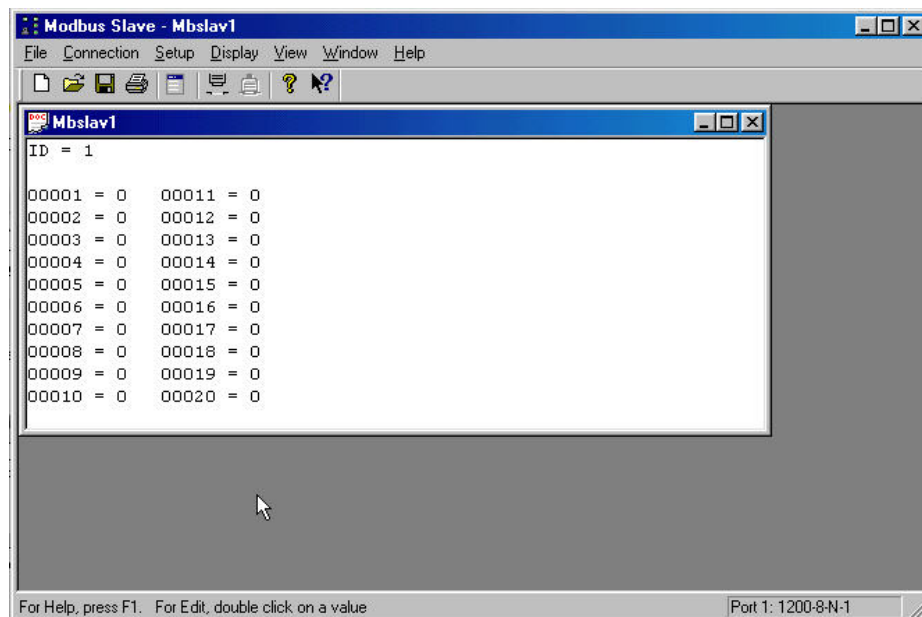 Modbus Slave - Mbslav1
File Connection Setup Display View Window Help
Mbslav1
ID = 1
00001 = 0 00011 = 0
00002 = 0 00012 = 0
00003 = 0 00013 = 0
00004 = 0 00014 = 0
00005 = 0 00015 = 0
00006 = 0 00016 = 0
00007 = 0 00017 = 0
00008 = 0 00018 = 0
00009 = 0 00019 = 0
00010 = 0 00020 = 0
For Help, press F1. For Edit, double click on a value
Port 1: 1200-8-N-1